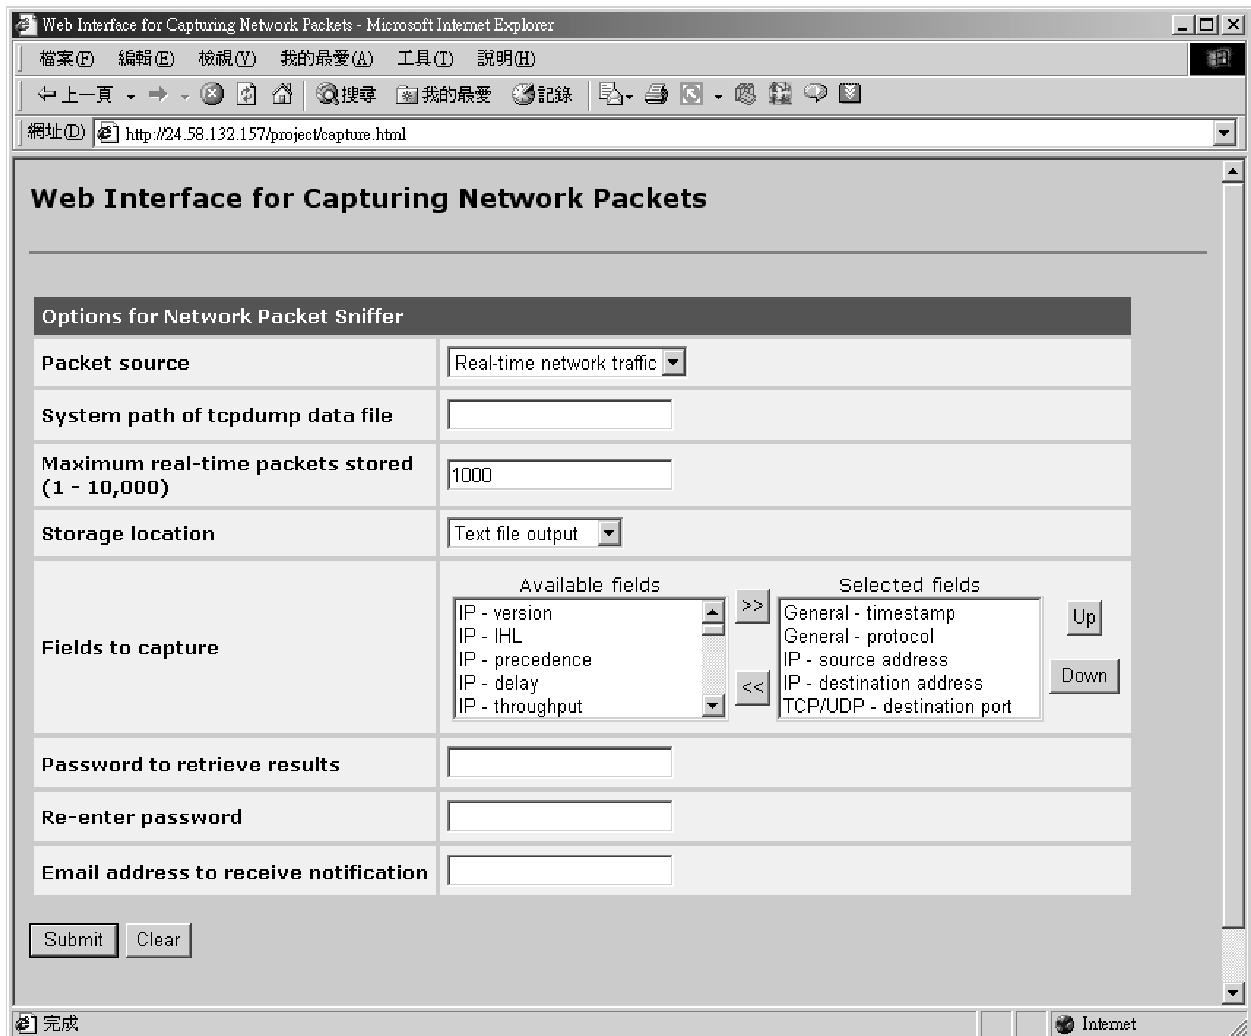 Web Interface for Capturing Network Packets - Microsoft Internet Explorer
檔案(F) 編輯(E) 檢視(V) 我的最愛(A) 工具(T) 說明(H)
上一頁 搜尋 我的最愛 記錄
網址(D) http://24.58.132.157/project/capture.html
Web Interface for Capturing Network Packets
Options for Network Packet Sniffer
Packet source Real-time network traffic
System path of tcpdump data file
Maximum real-time packets stored
(1 - 10,000) 1000
Storage location Text file output
Fields to capture
Available fields
IP - version
IP - IHL
IP - precedence
IP - delay
IP - throughput
>>
<<
Selected fields
General - timestamp
General - protocol
IP - source address
IP - destination address
TCP/UDP - destination port
Up
Down
Password to retrieve results
Re-enter password
Email address to receive notification
Submit Clear
完成 Internet